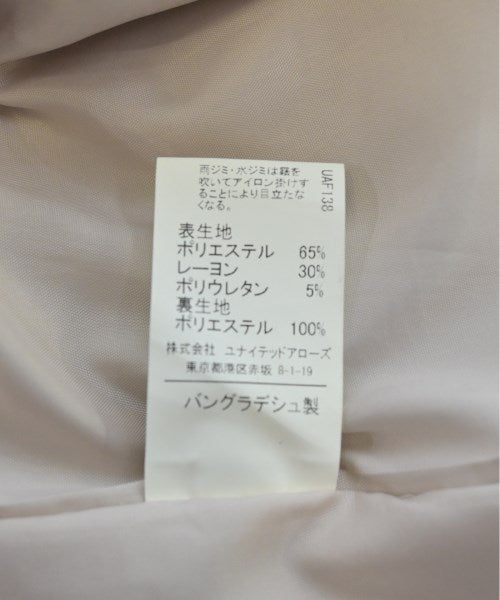 雨ジミ・水ジミは霧を
吹いてアイロン掛けす
ることにより目立たな
くなる。
UAF138
表生地
ポリエステル 65%
レーヨン 30%
ポリウレタン 5%
裏生地
ポリエステル 100%
株式会社 ユナイテッドアローズ
東京都港区赤坂 8-1-19
バングラデシュ製